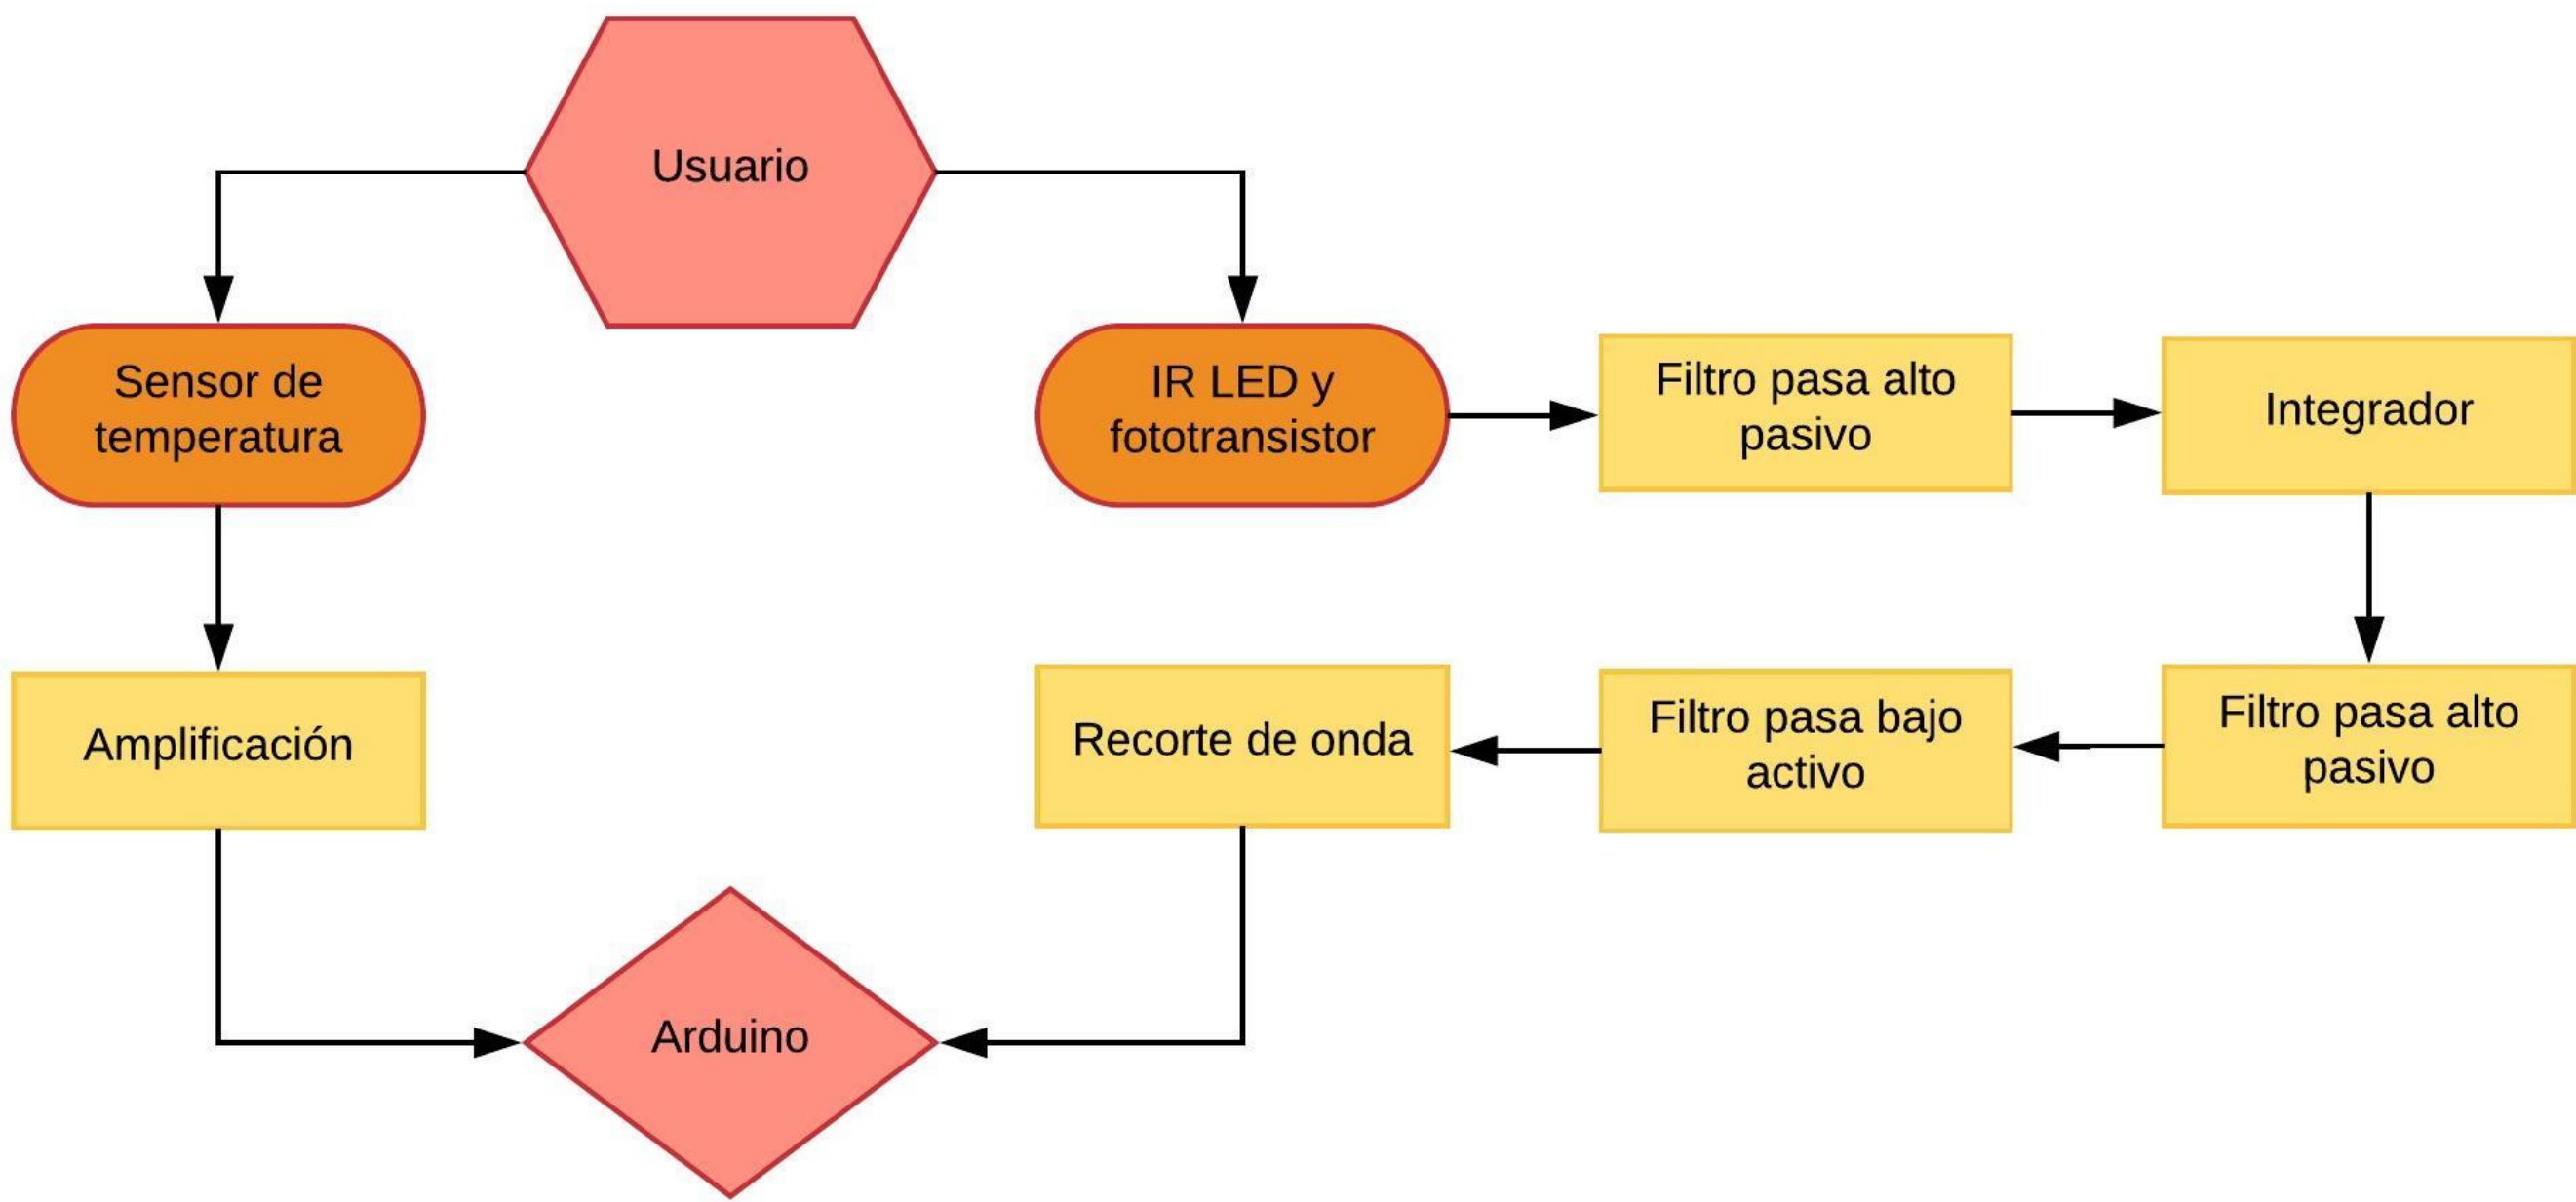 Usuario
Sensor de
temperatura
IR LED y
fototransistor
Filtro pasa alto
pasivo
Integrador
Amplificación
Recorte de onda
Filtro pasa bajo
activo
Filtro pasa alto
pasivo
Arduino